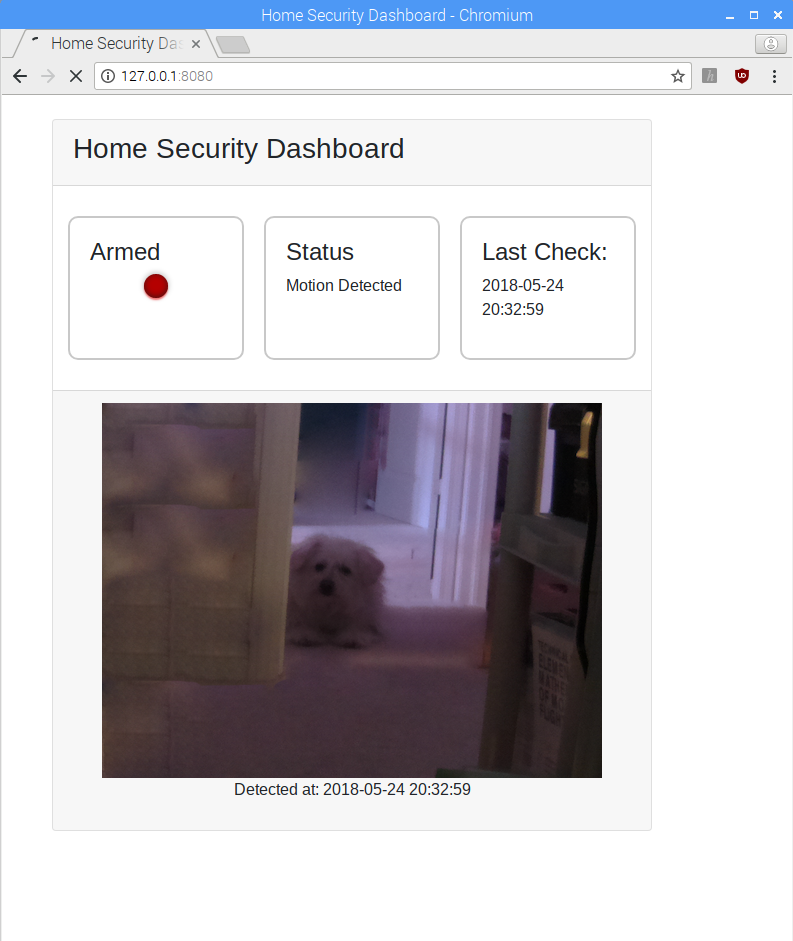 Home Security Dashboard - Chromium
Home Security Da
127.0.0.1:8080
Home Security Dashboard
Armed
Status
Motion Detected
Last Check:
2018-05-24
20:32:59
Detected at: 2018-05-24 20:32:59